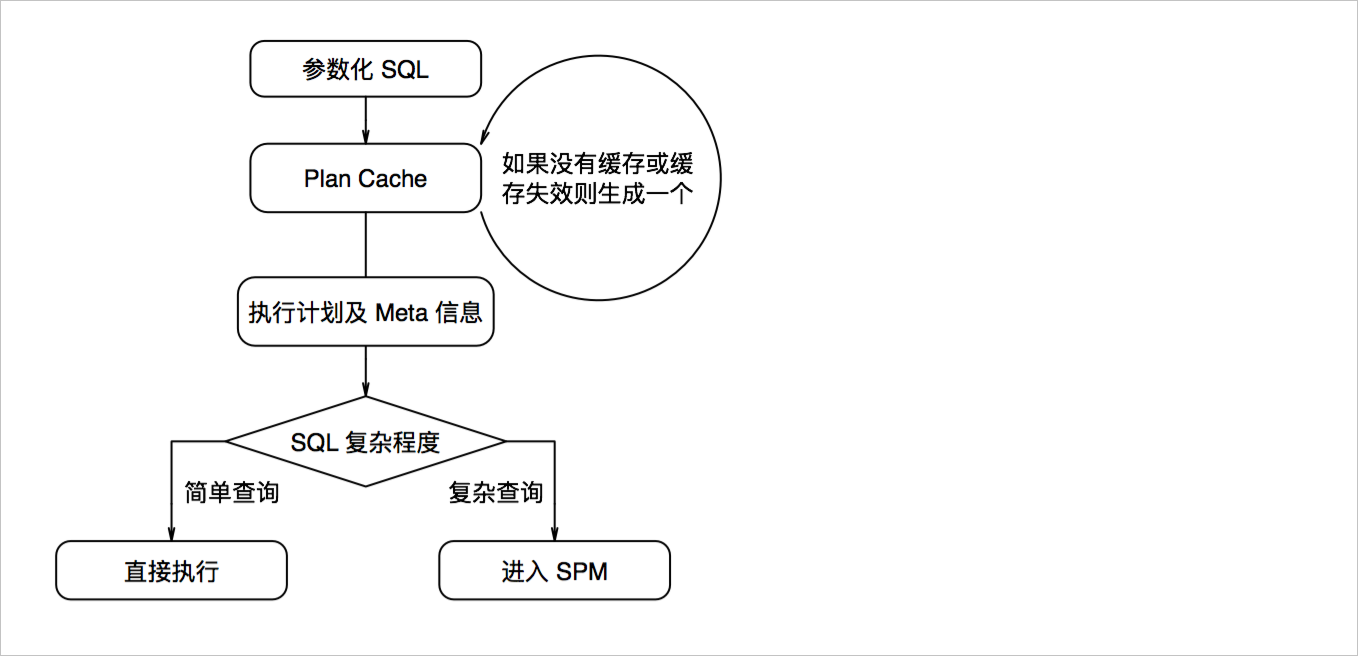 参数化 SQL
Plan Cache
如果没有缓存或缓
存失效则生成一个
执行计划及 Meta 信息
SQL 复杂程度
简单查询
复杂查询
直接执行
进入 SPM